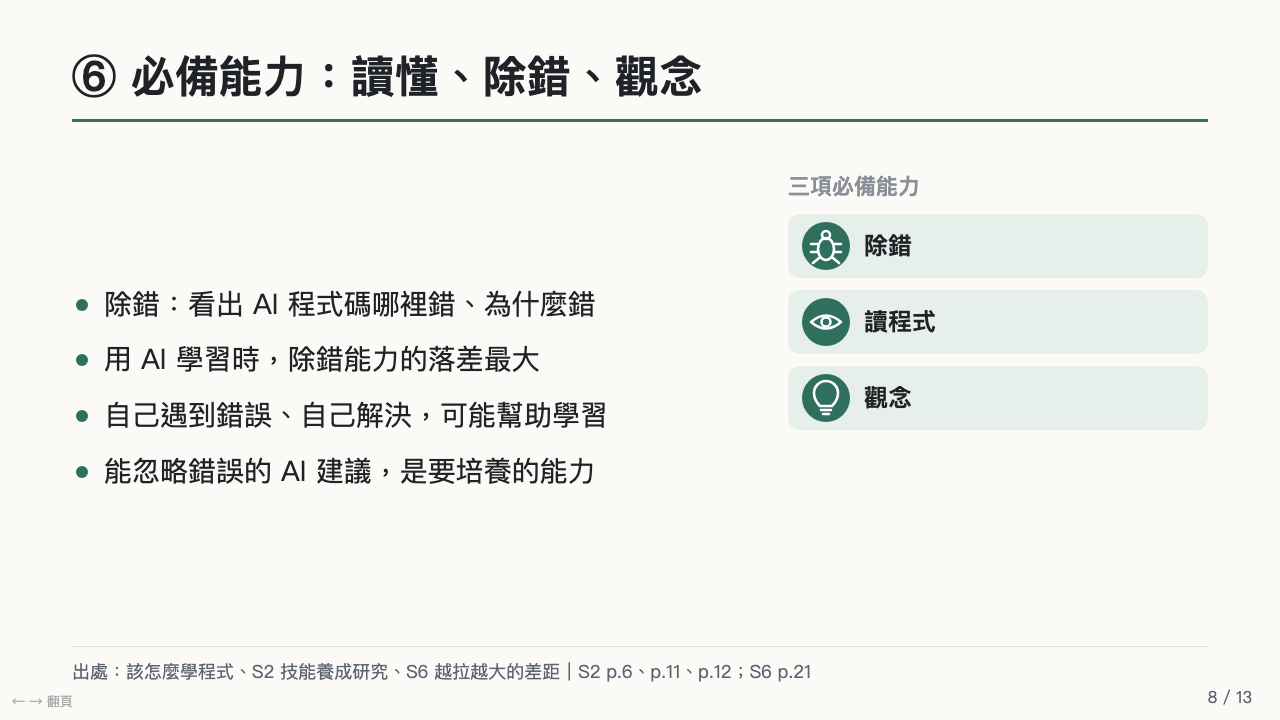 ⑥ 必備能力：讀懂、除錯、觀念
除錯：看出 AI 程式碼哪裡錯、為什麼錯
用 AI 學習時，除錯能力的落差最大
自己遇到錯誤、自己解決，可能幫助學習
能忽略錯誤的 AI 建議，是要培養的能力
三項必備能力
除錯
讀程式
觀念
出處：該怎麼學程式、S2 技能養成研究、S6 越拉越大的差距｜S2 p.6、p.11、p.12；S6 p.21
← → 翻頁
8 / 13